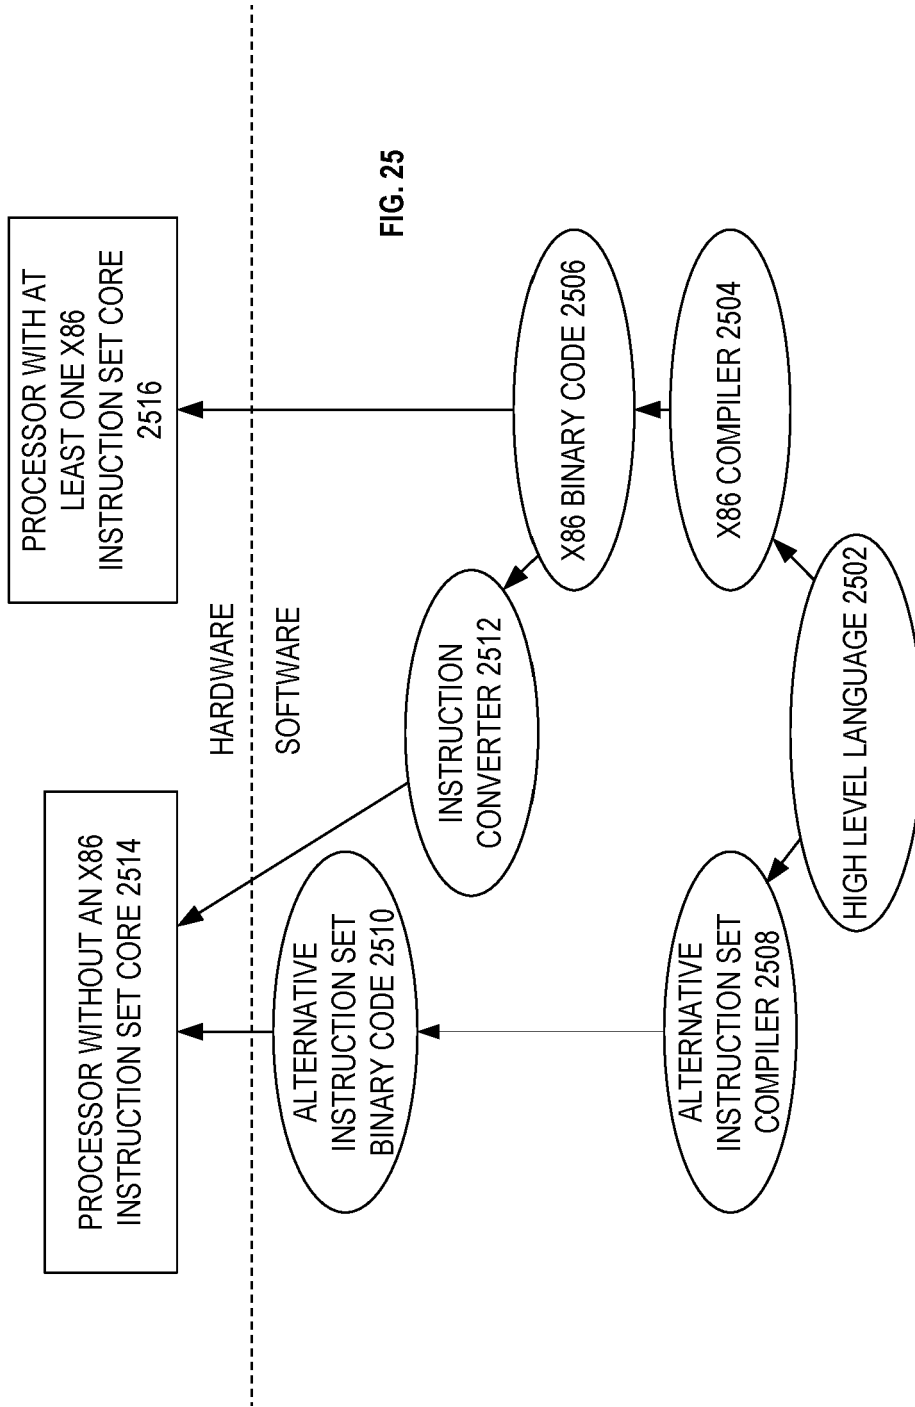 PROCESSOR WITHOUT AN X86
INSTRUCTION SET CORE 2514
PROCESSOR WITH AT
LEAST ONE X86
INSTRUCTION SET CORE
2516
HARDWARE
SOFTWARE
ALTERNATIVE
INSTRUCTION SET
BINARY CODE 2510
FIG. 25
INSTRUCTION
CONVERTER 2512
X86 BINARY CODE 2506
ALTERNATIVE
INSTRUCTION SET
COMPILER 2508
X86 COMPILER 2504
HIGH LEVEL LANGUAGE 2502